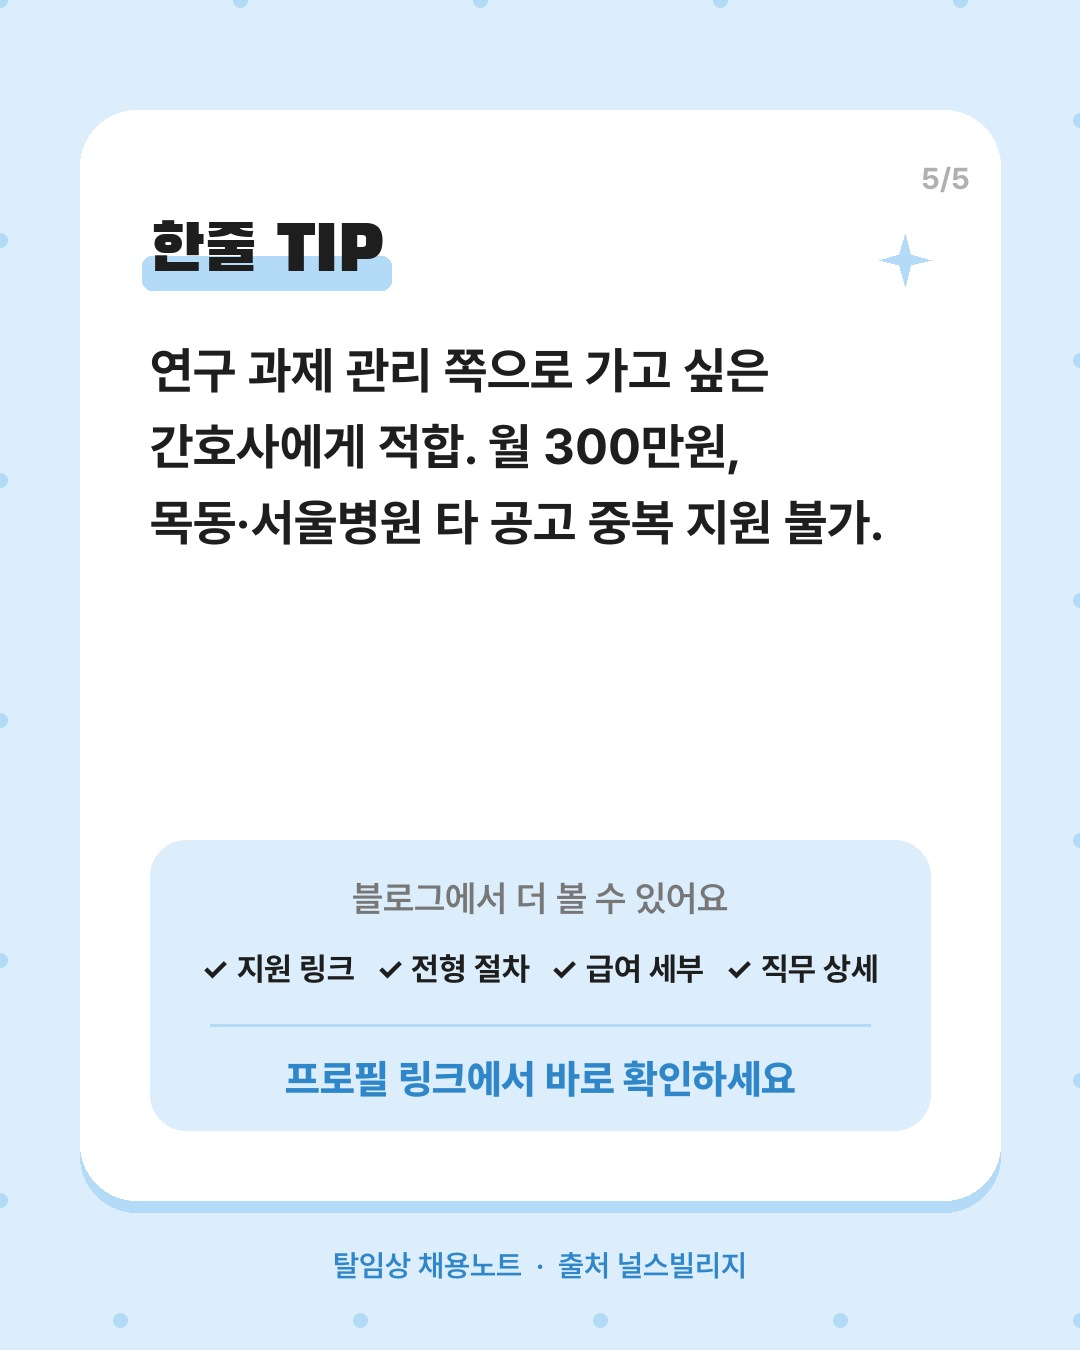 5/5
한줄 TIP
연구 과제 관리 쪽으로 가고 싶은
간호사에게 적합. 월 300만원,
목동·서울병원 타 공고 중복 지원 불가.
블로그에서 더 볼 수 있어요
✓ 지원 링크 ✓ 전형 절차 ✓ 급여 세부 ✓ 직무 상세
프로필 링크에서 바로 확인하세요
탈임상 채용노트 · 출처 널스빌리지